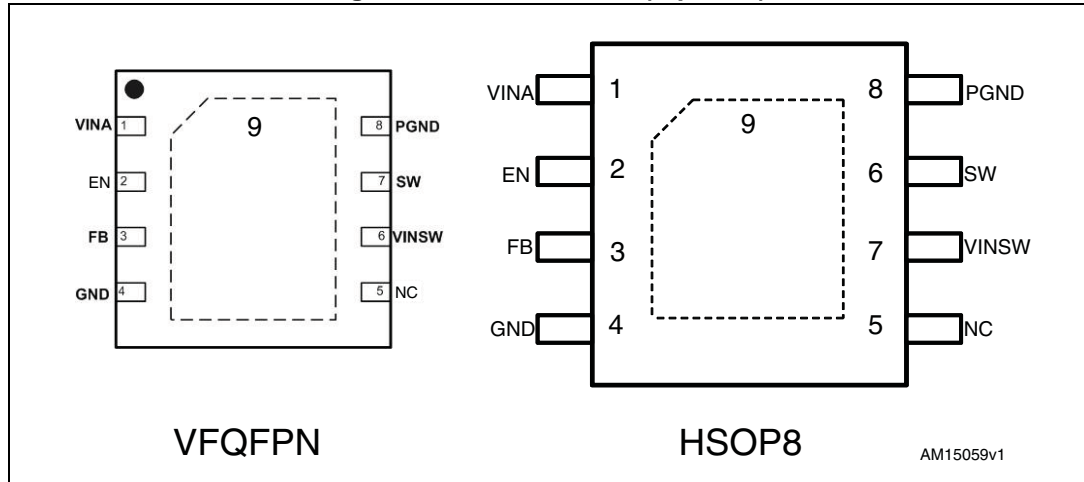 VFQFPN
9
VINA 1
EN 2
FB 3
GND 4
8 PGND
7 SW
6 VINSW
5 NC
HSOP8
9
VINA 1
EN 2
FB 3
GND 4
8 PGND
6 SW
7 VINSW
5 NC
AM15059v1